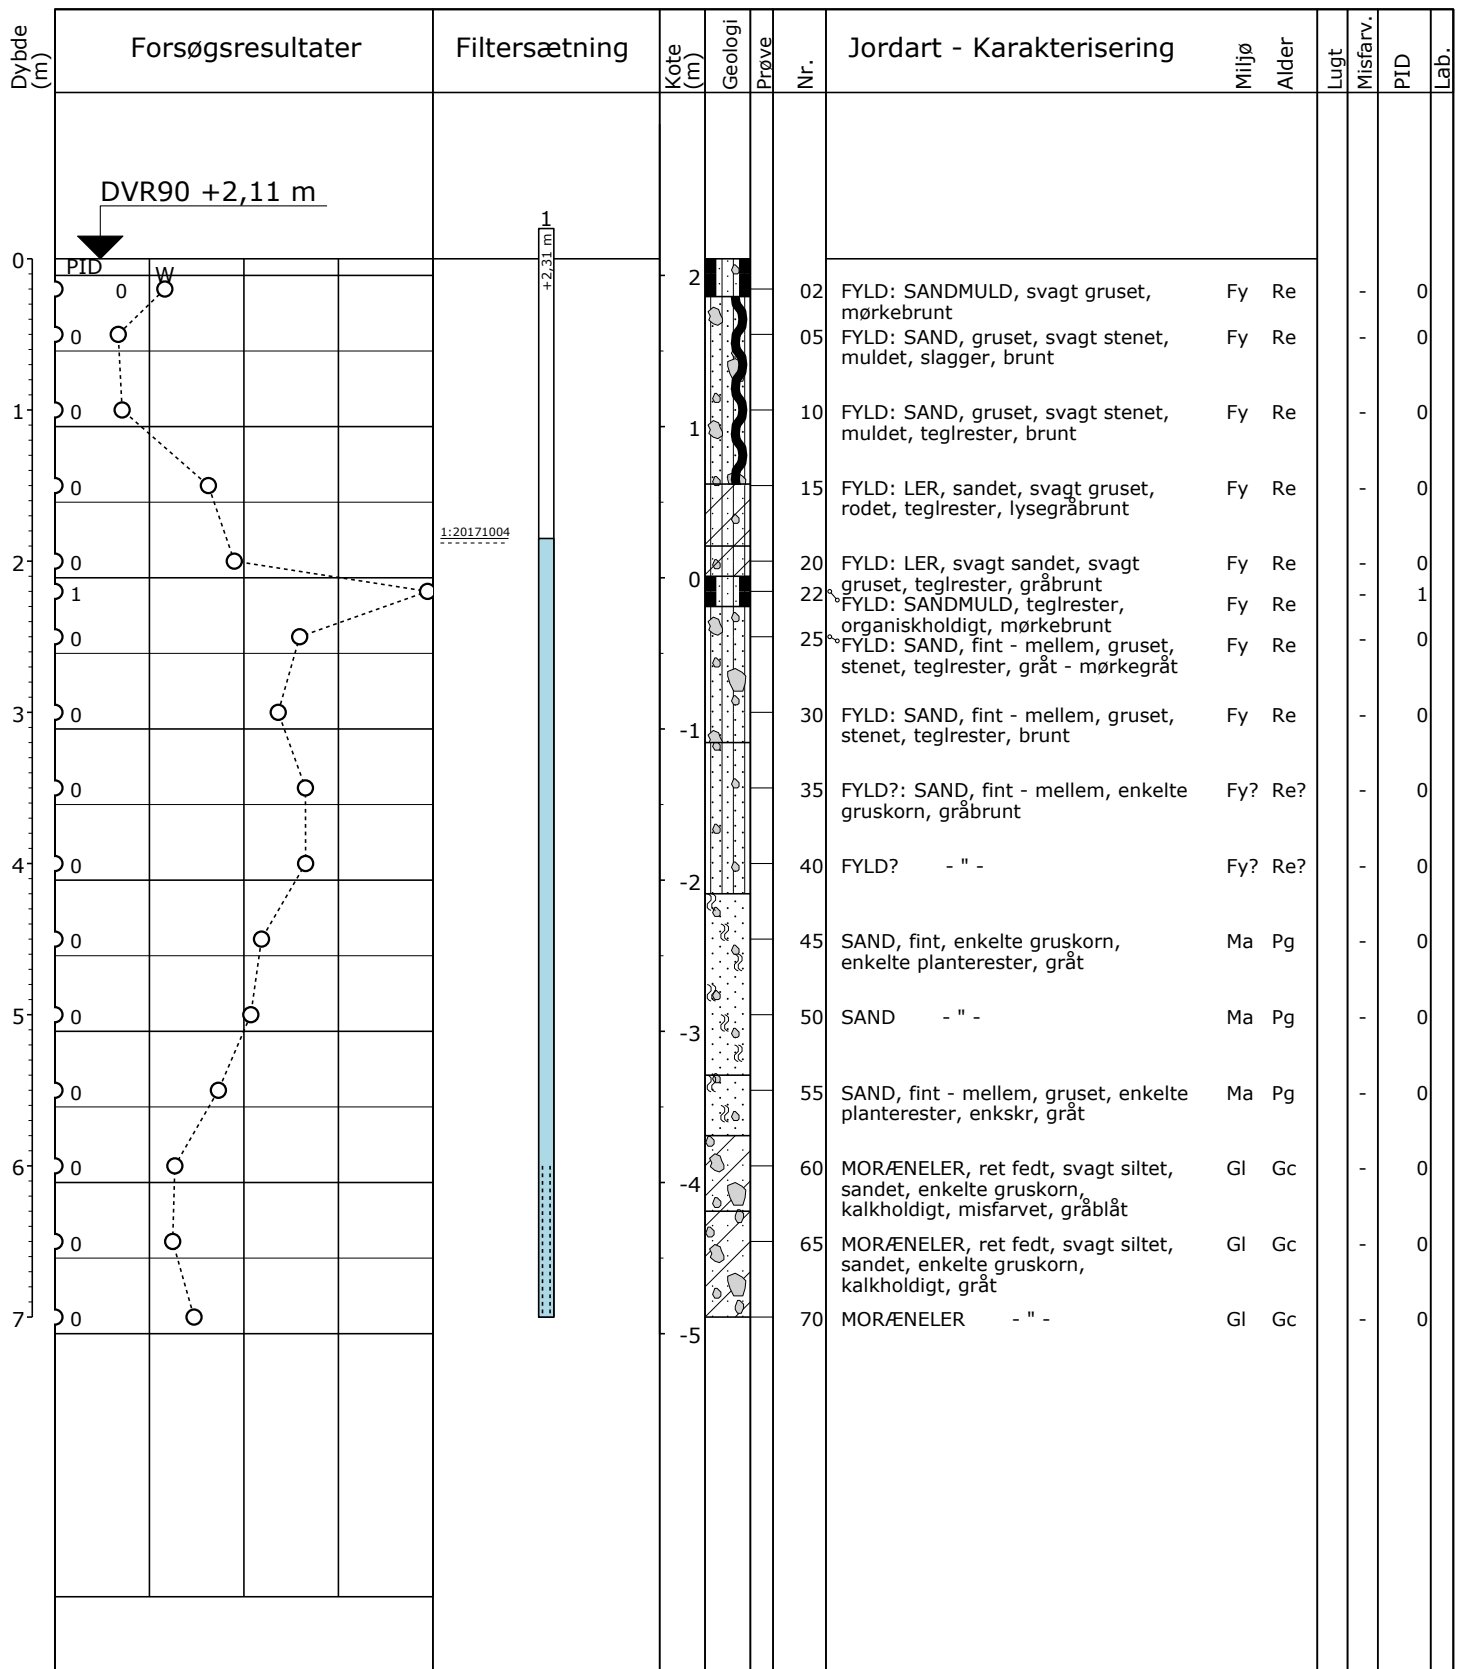 Dybde (m)
Forsøgsresultater
Filtersætning
Kote (m)
Geologi
Prøve
Nr.
Jordart - Karakterisering
Miljø
Alder
Lugt
Misfarv.
PID
Lab.
DVR90 +2,11 m
1
+2,31 m
PID
W
0
0
2
02 FYLD: SANDMULD, svagt gruset, Fy Re - 0
mørkebrunt
0
05 FYLD: SAND, gruset, svagt stenet, Fy Re - 0
muldet, slagger, brunt
1 0
1
10 FYLD: SAND, gruset, svagt stenet, Fy Re - 0
muldet, teglrester, brunt
0
15 FYLD: LER, sandet, svagt gruset, Fy Re - 0
rodet, teglrester, lysegråbrunt
1:20171004
2 0
20 FYLD: LER, svagt sandet, svagt Fy Re - 0
gruset, teglrester, gråbrunt
0
1
22 FYLD: SANDMULD, teglrester, Fy Re - 1
organiskholdigt, mørkebrunt
0
25 FYLD: SAND, fint - mellem, gruset, Fy Re - 0
stenet, teglrester, gråt - mørkegråt
3 0
-1
30 FYLD: SAND, fint - mellem, gruset, Fy Re - 0
stenet, teglrester, brunt
0
35 FYLD?: SAND, fint - mellem, enkelte Fy? Re? - 0
gruskorn, gråbrunt
4 0
-2
40 FYLD? - " - Fy? Re? - 0
0
45 SAND, fint, enkelte gruskorn, Ma Pg - 0
enkelte planterester, gråt
5 0
-3
50 SAND - " - Ma Pg - 0
0
55 SAND, fint - mellem, gruset, enkelte Ma Pg - 0
planterester, enkskr, gråt
6 0
-4
60 MORÆNELER, ret fedt, svagt siltet, Gl Gc - 0
sandet, enkelte gruskorn,
kalkholdigt, misfarvet, gråblåt
0
65 MORÆNELER, ret fedt, svagt siltet, Gl Gc - 0
sandet, enkelte gruskorn,
kalkholdigt, gråt
7 0
-5
70 MORÆNELER - " - Gl Gc - 0